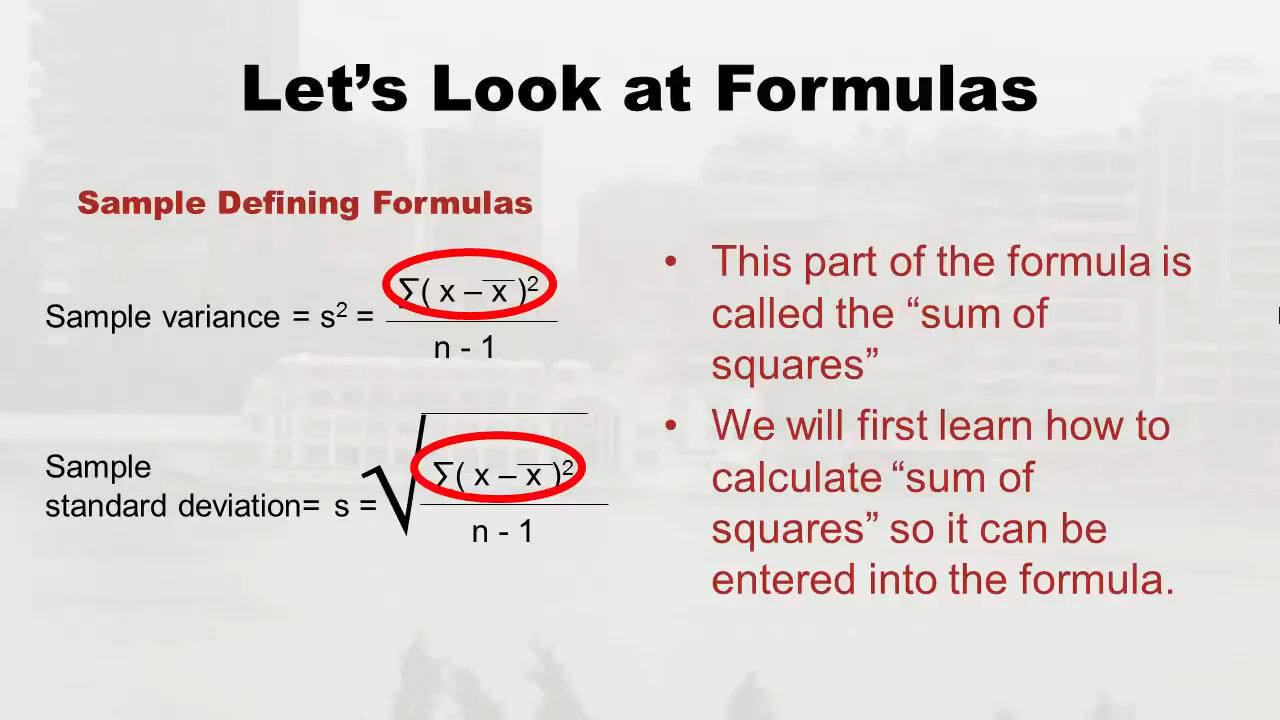 Let’s Look at Formulas
Sample Defining Formulas
Sample variance = s² =
∑( x – x̅ )²
n - 1
Sample
standard deviation= s =
√
∑( x – x̅ )²
n - 1
• This part of the formula is
called the “sum of
squares”
• We will first learn how to
calculate “sum of
squares” so it can be
entered into the formula.